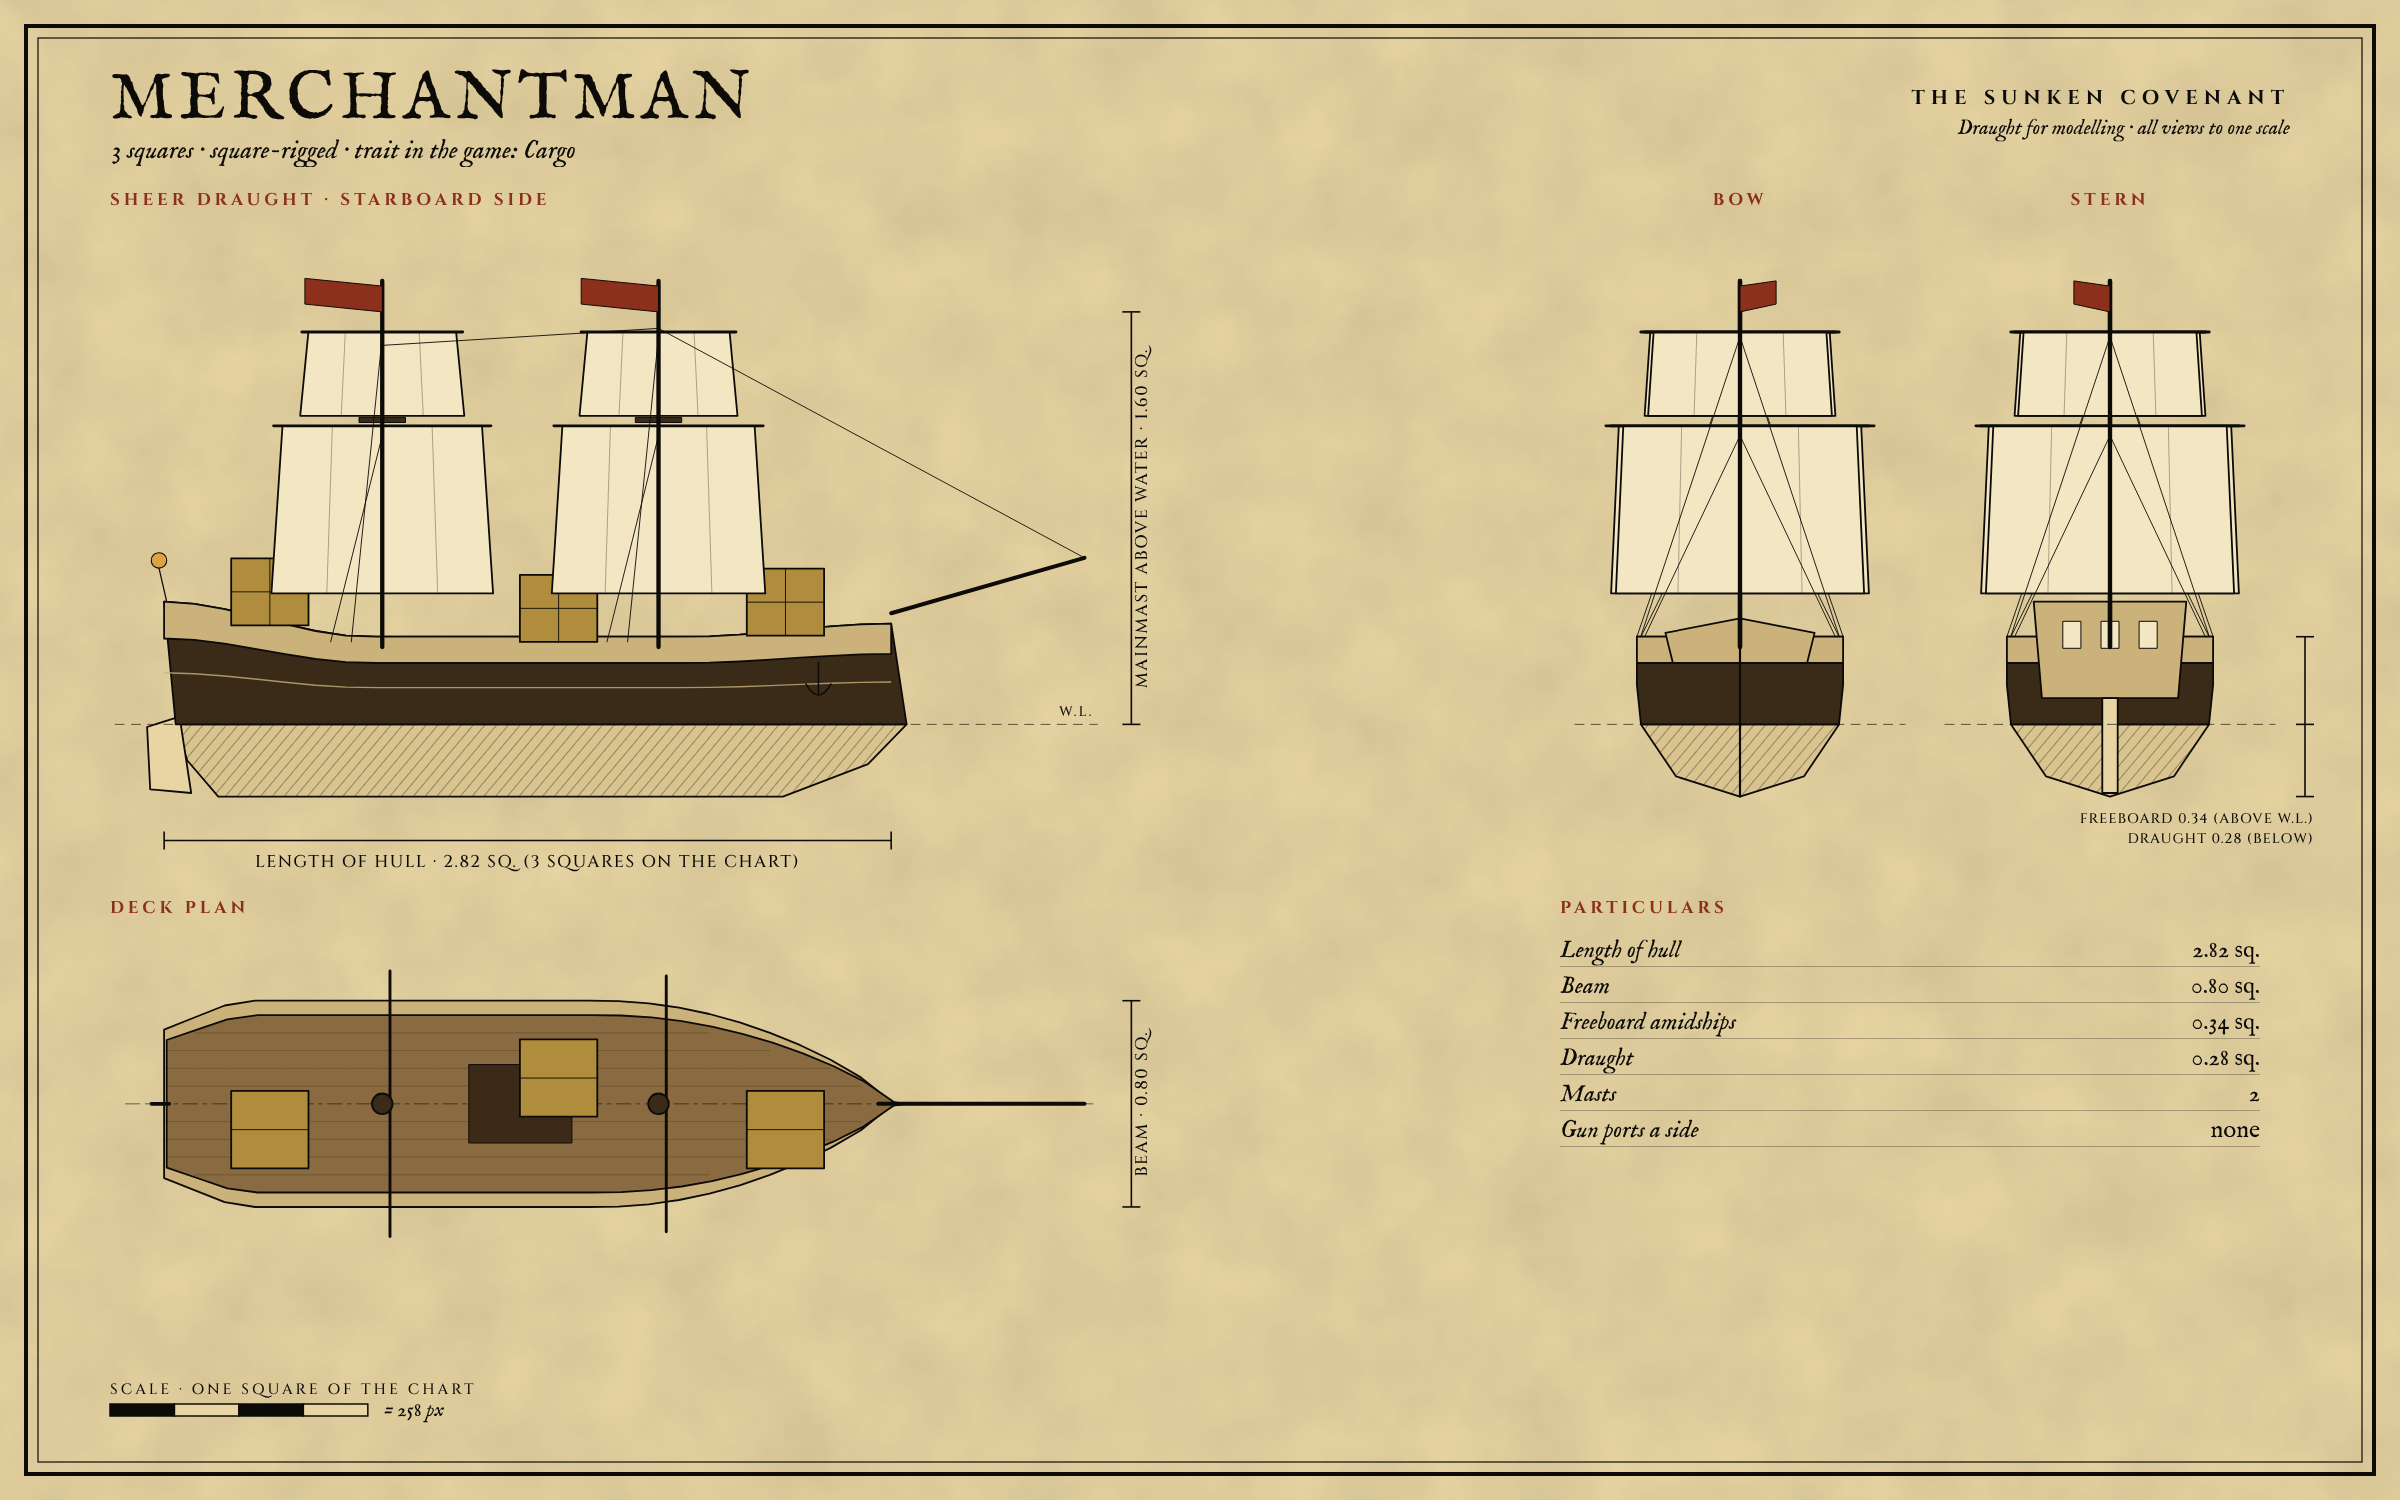 MERCHANTMAN
3 squares · square-rigged · trait in the game: Cargo
THE SUNKEN COVENANT
Draught for modelling · all views to one scale
SHEER DRAUGHT · STARBOARD SIDE
BOW
STERN
MAINMAST ABOVE WATER · 1.60 SQ.
W.L.
FREEBOARD 0.34 (ABOVE W.L.)
DRAUGHT 0.28 (BELOW)
LENGTH OF HULL · 2.82 SQ. (3 SQUARES ON THE CHART)
DECK PLAN
BEAM · 0.80 SQ.
PARTICULARS
Length of hull 2.82 sq.
Beam 0.80 sq.
Freeboard amidships 0.34 sq.
Draught 0.28 sq.
Masts 2
Gun ports a side none
SCALE · ONE SQUARE OF THE CHART
= 258 px